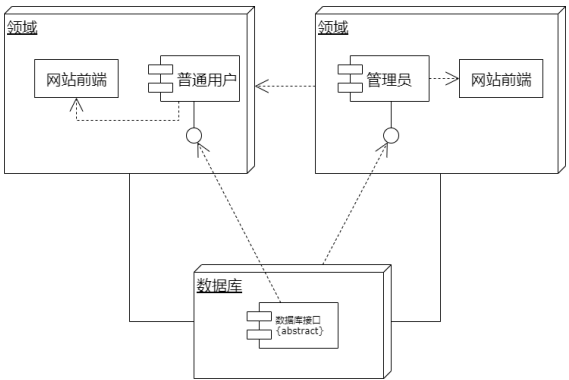 领域
网站前端
普通用户
领域
管理员
网站前端
数据库
数据库接口
{abstract}